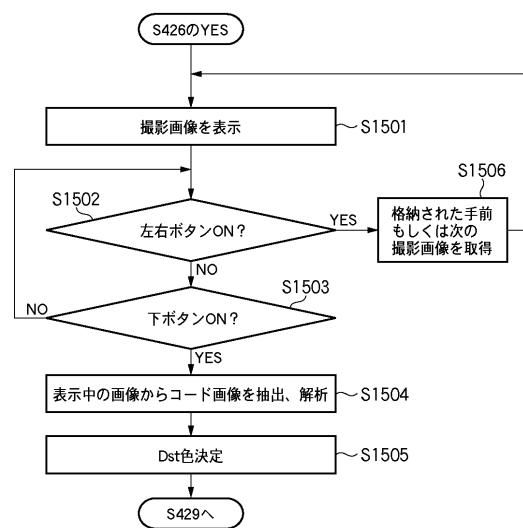 S426のYES
撮影画像を表示
S1501
S1502
左右ボタンON？
YES
S1506
格納された手前
もしくは次の
撮影画像を取得
NO
S1503
NO
下ボタンON？
YES
表示中の画像からコード画像を抽出、解析
S1504
Dst色決定
S1505
S429へ